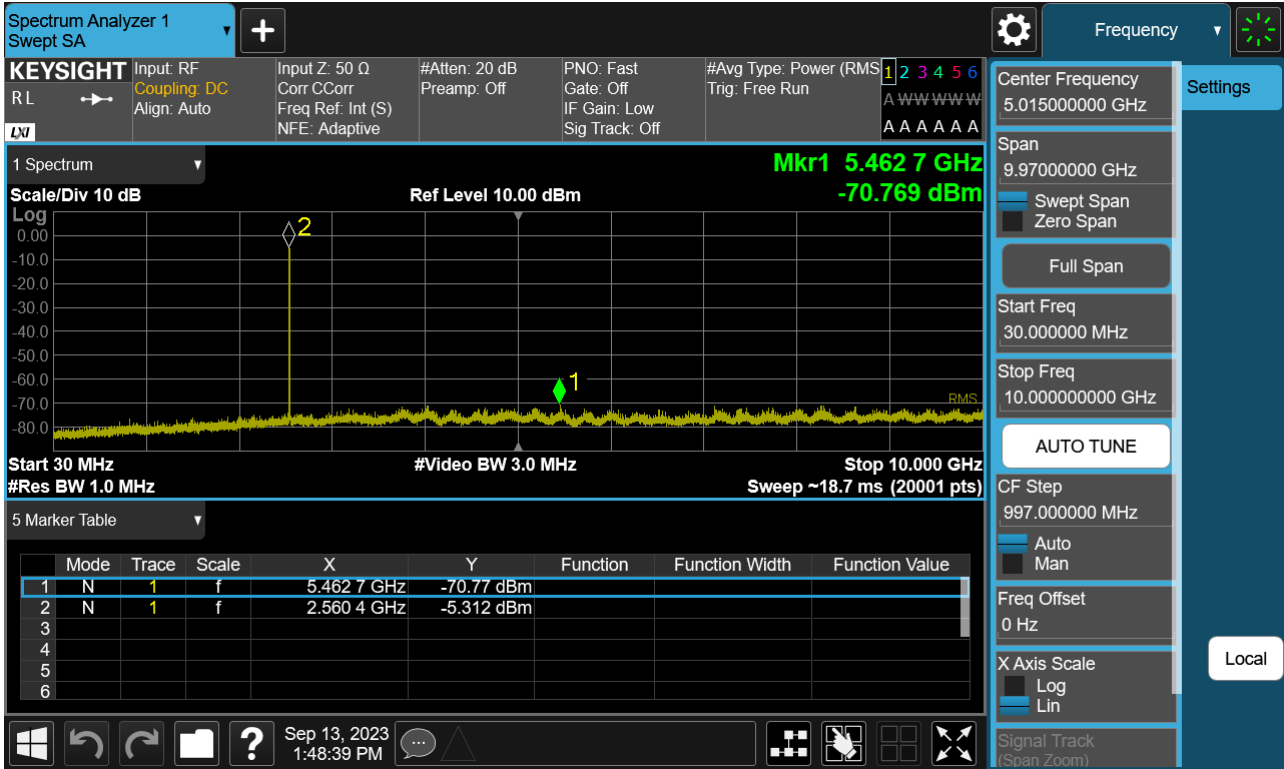 Spectrum Analyzer 1
Swept SA
+
Frequency
KEYSIGHT
R L
LXI
Input: RF
Coupling: DC
Align: Auto
Input Z: 50 Ω
Corr CCorr
Freq Ref: Int (S)
NFE: Adaptive
#Atten: 20 dB
Preamp: Off
PNO: Fast
Gate: Off
IF Gain: Low
Sig Track: Off
#Avg Type: Power (RMS
Trig: Free Run
1 2 3 4 5 6
A W W W W W
A A A A A A
1 Spectrum
Scale/Div 10 dB
Ref Level 10.00 dBm
Mkr1 5.462 7 GHz
-70.769 dBm
Log
0.00
-10.0
-20.0
-30.0
-40.0
-50.0
-60.0
-70.0
-80.0
2
1
RMS
Start 30 MHz
#Video BW 3.0 MHz
Stop 10.000 GHz
#Res BW 1.0 MHz
Sweep ~18.7 ms (20001 pts)
5 Marker Table
Mode Trace Scale X Y Function Function Width Function Value
1 N 1 f 5.462 7 GHz -70.77 dBm
2 N 1 f 2.560 4 GHz -5.312 dBm
3
4
5
6
Sep 13, 2023
1:48:39 PM
?
Center Frequency
5.015000000 GHz
Span
9.97000000 GHz
Swept Span
Zero Span
Full Span
Start Freq
30.000000 MHz
Stop Freq
10.000000000 GHz
AUTO TUNE
CF Step
997.000000 MHz
Auto
Man
Freq Offset
0 Hz
X Axis Scale
Log
Lin
Signal Track
(Span Zoom)
Settings
Local